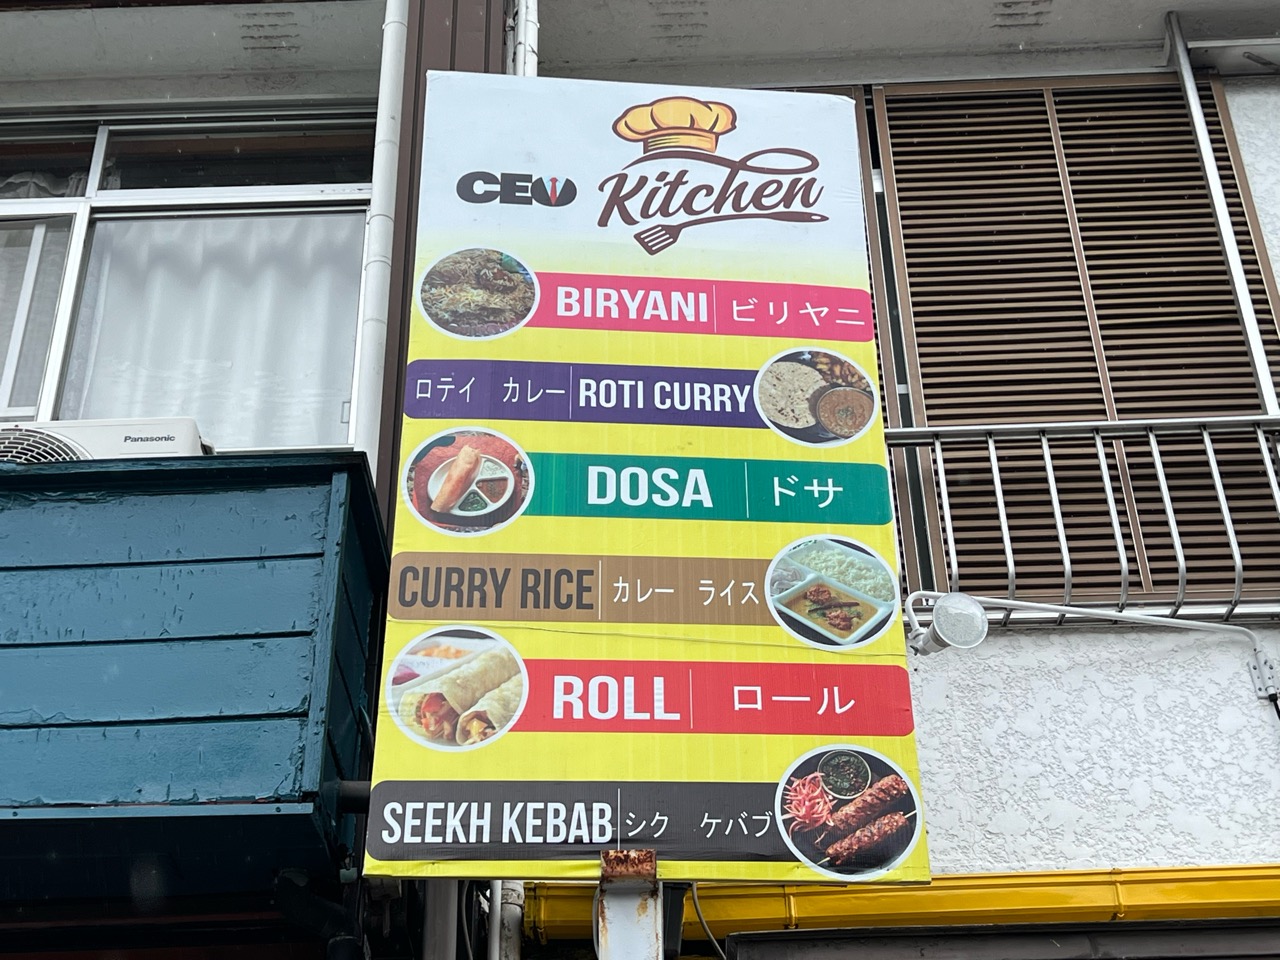 CEO Kitchen
BIRYANI ビリヤニ
ロテイ カレー ROTI CURRY
DOSA ドサ
CURRY RICE カレー ライス
ROLL ロール
SEEKH KEBAB シク ケバブ
Panasonic